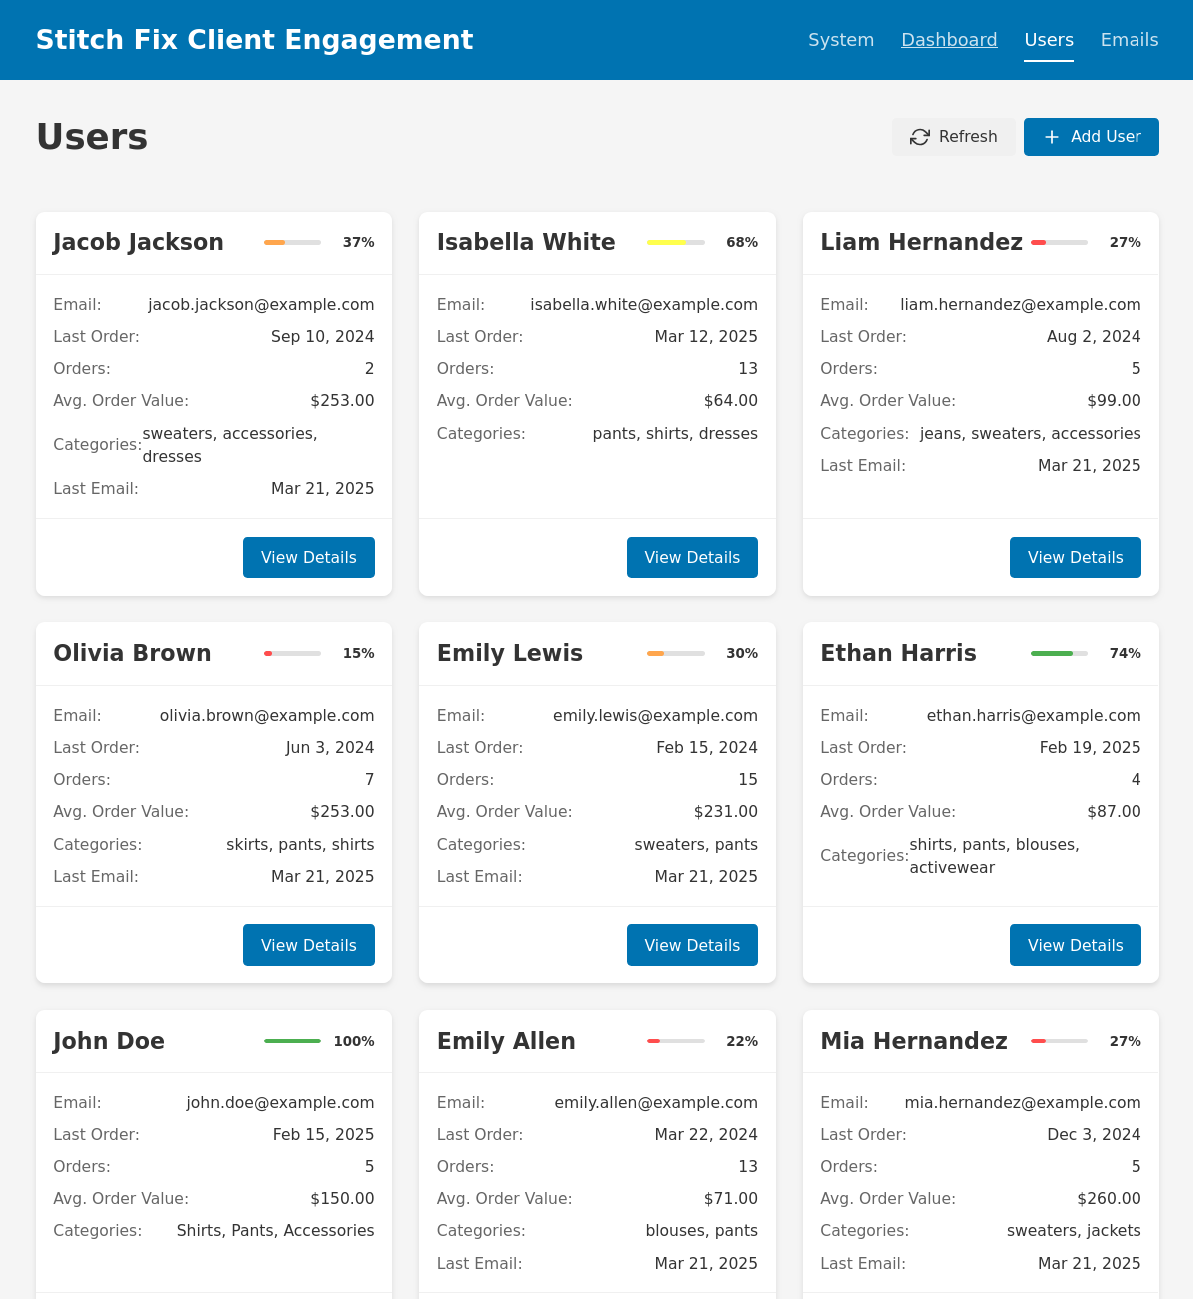 Stitch Fix Client Engagement
System Dashboard Users Emails
Users
Refresh
Add User
Jacob Jackson 37%
Email: jacob.jackson@example.com
Last Order: Sep 10, 2024
Orders: 2
Avg. Order Value: $253.00
Categories: sweaters, accessories,
dresses
Last Email: Mar 21, 2025
View Details
Isabella White 68%
Email: isabella.white@example.com
Last Order: Mar 12, 2025
Orders: 13
Avg. Order Value: $64.00
Categories: pants, shirts, dresses
View Details
Liam Hernandez 27%
Email: liam.hernandez@example.com
Last Order: Aug 2, 2024
Orders: 5
Avg. Order Value: $99.00
Categories: jeans, sweaters, accessories
Last Email: Mar 21, 2025
View Details
Olivia Brown 15%
Email: olivia.brown@example.com
Last Order: Jun 3, 2024
Orders: 7
Avg. Order Value: $253.00
Categories: skirts, pants, shirts
Last Email: Mar 21, 2025
View Details
Emily Lewis 30%
Email: emily.lewis@example.com
Last Order: Feb 15, 2024
Orders: 15
Avg. Order Value: $231.00
Categories: sweaters, pants
Last Email: Mar 21, 2025
View Details
Ethan Harris 74%
Email: ethan.harris@example.com
Last Order: Feb 19, 2025
Orders: 4
Avg. Order Value: $87.00
Categories: shirts, pants, blouses,
activewear
View Details
John Doe 100%
Email: john.doe@example.com
Last Order: Feb 15, 2025
Orders: 5
Avg. Order Value: $150.00
Categories: Shirts, Pants, Accessories
Emily Allen 22%
Email: emily.allen@example.com
Last Order: Mar 22, 2024
Orders: 13
Avg. Order Value: $71.00
Categories: blouses, pants
Last Email: Mar 21, 2025
Mia Hernandez 27%
Email: mia.hernandez@example.com
Last Order: Dec 3, 2024
Orders: 5
Avg. Order Value: $260.00
Categories: sweaters, jackets
Last Email: Mar 21, 2025